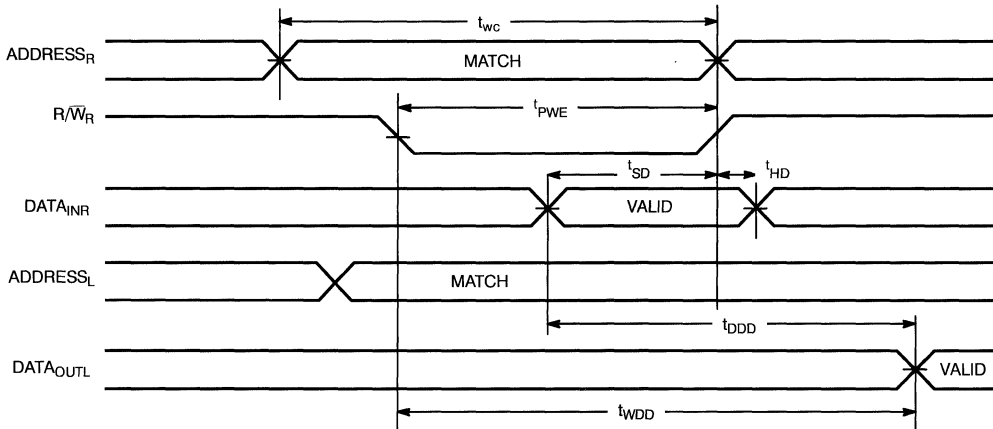 t_WC
ADDRESS_R
MATCH
t_PWE
R/W̅_R
t_SD
t_HD
DATA_INR
VALID
ADDRESS_L
MATCH
t_DDD
DATA_OUTL
VALID
t_WDD